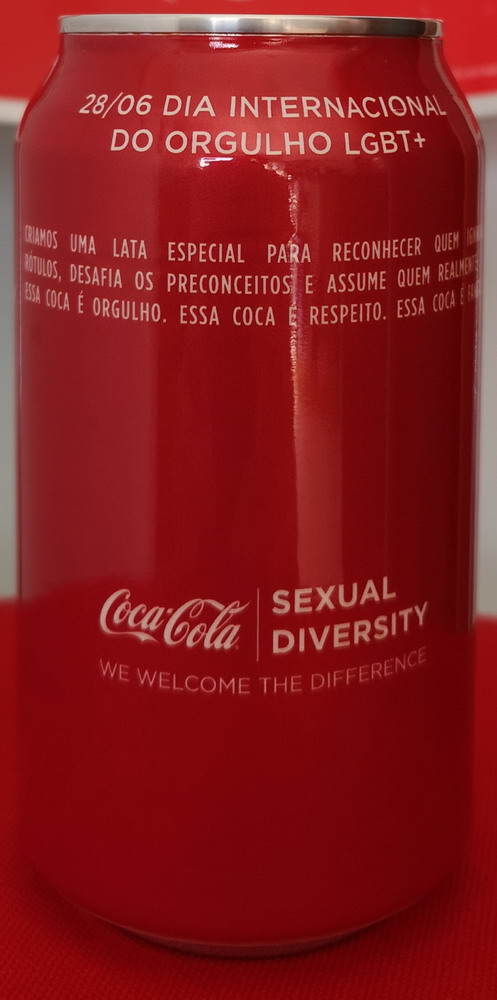 28/06 DIA INTERNACIONAL
DO ORGULHO LGBT+
CRIAMOS UMA LATA ESPECIAL PARA RECONHECER QUEM
RÓTULOS, DESAFIA OS PRECONCEITOS E ASSUME QUEM REALMENTE
ESSA COCA É ORGULHO. ESSA COCA É RESPEITO. ESSA COCA É
Coca-Cola
SEXUAL
DIVERSITY
WE WELCOME THE DIFFERENCE